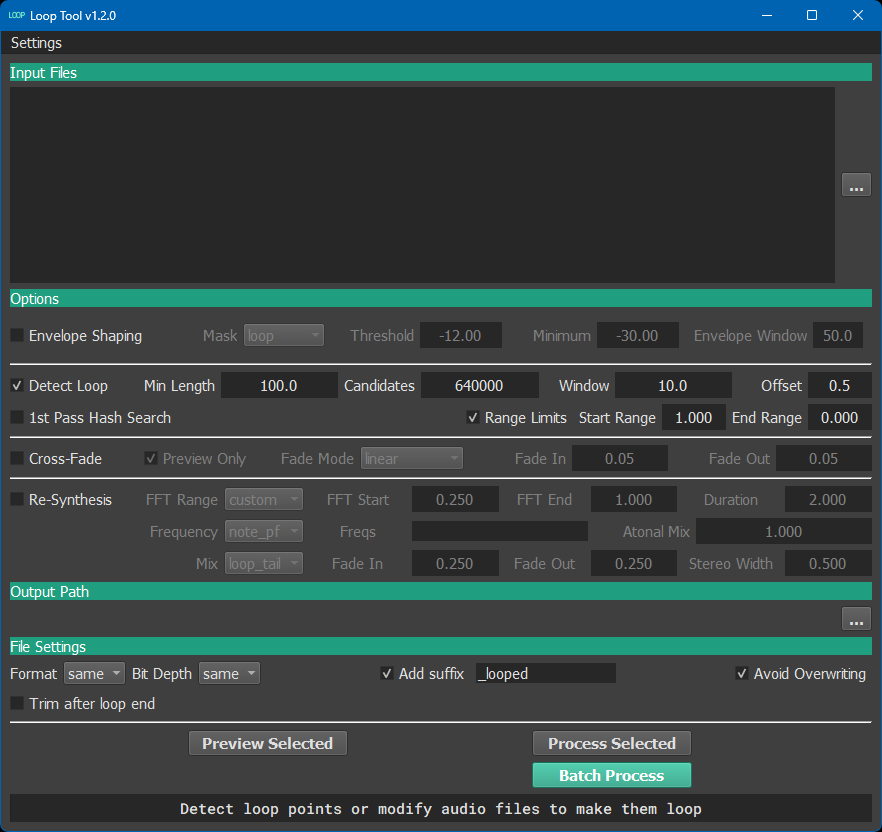 LOOP Loop Tool v1.2.0
Settings
Input Files
...
Options
Envelope Shaping Mask loop Threshold -12.00 Minimum -30.00 Envelope Window 50.0
Detect Loop Min Length 100.0 Candidates 640000 Window 10.0 Offset 0.5
1st Pass Hash Search Range Limits Start Range 1.000 End Range 0.000
Cross-Fade Preview Only Fade Mode linear Fade In 0.05 Fade Out 0.05
Re-Synthesis FFT Range custom FFT Start 0.250 FFT End 1.000 Duration 2.000
Frequency note_pf Freqs Atonal Mix 1.000
Mix loop_tail Fade In 0.250 Fade Out 0.250 Stereo Width 0.500
Output Path
...
File Settings
Format same Bit Depth same Add suffix _looped Avoid Overwriting
Trim after loop end
Preview Selected Process Selected
Batch Process
Detect loop points or modify audio files to make them loop